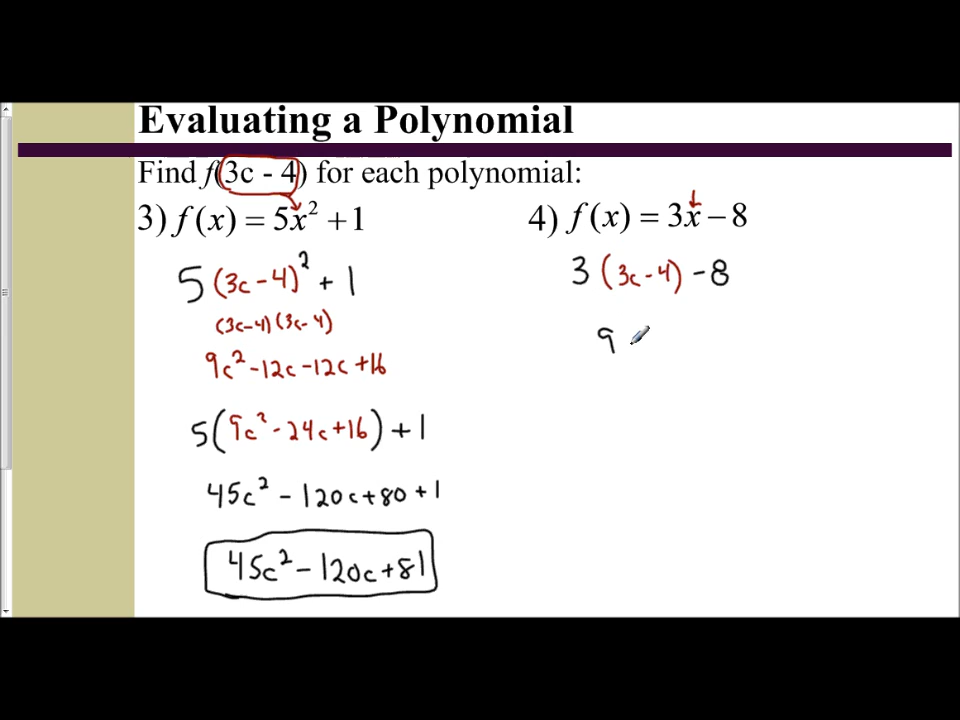 Evaluating a Polynomial
Find f(3c - 4) for each polynomial:
3) f(x) = 5x² + 1
5(3c - 4)² + 1
(3c-4)(3c-4)
9c² - 12c - 12c + 16
5(9c² - 24c + 16) + 1
45c² - 120c + 80 + 1
45c² - 120c + 81
4) f(x) = 3x - 8
3(3c - 4) - 8
9